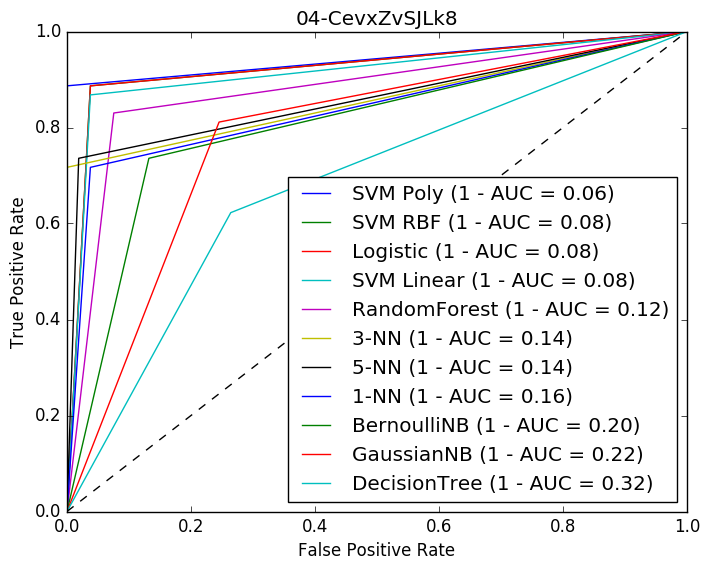 04-CevxZvSJLk8
1.0
0.8
0.6
0.4
0.2
0.0
True Positive Rate
SVM Poly (1 - AUC = 0.06)
SVM RBF (1 - AUC = 0.08)
Logistic (1 - AUC = 0.08)
SVM Linear (1 - AUC = 0.08)
RandomForest (1 - AUC = 0.12)
3-NN (1 - AUC = 0.14)
5-NN (1 - AUC = 0.14)
1-NN (1 - AUC = 0.16)
BernoulliNB (1 - AUC = 0.20)
GaussianNB (1 - AUC = 0.22)
DecisionTree (1 - AUC = 0.32)
0.0 0.2 0.4 0.6 0.8 1.0
False Positive Rate